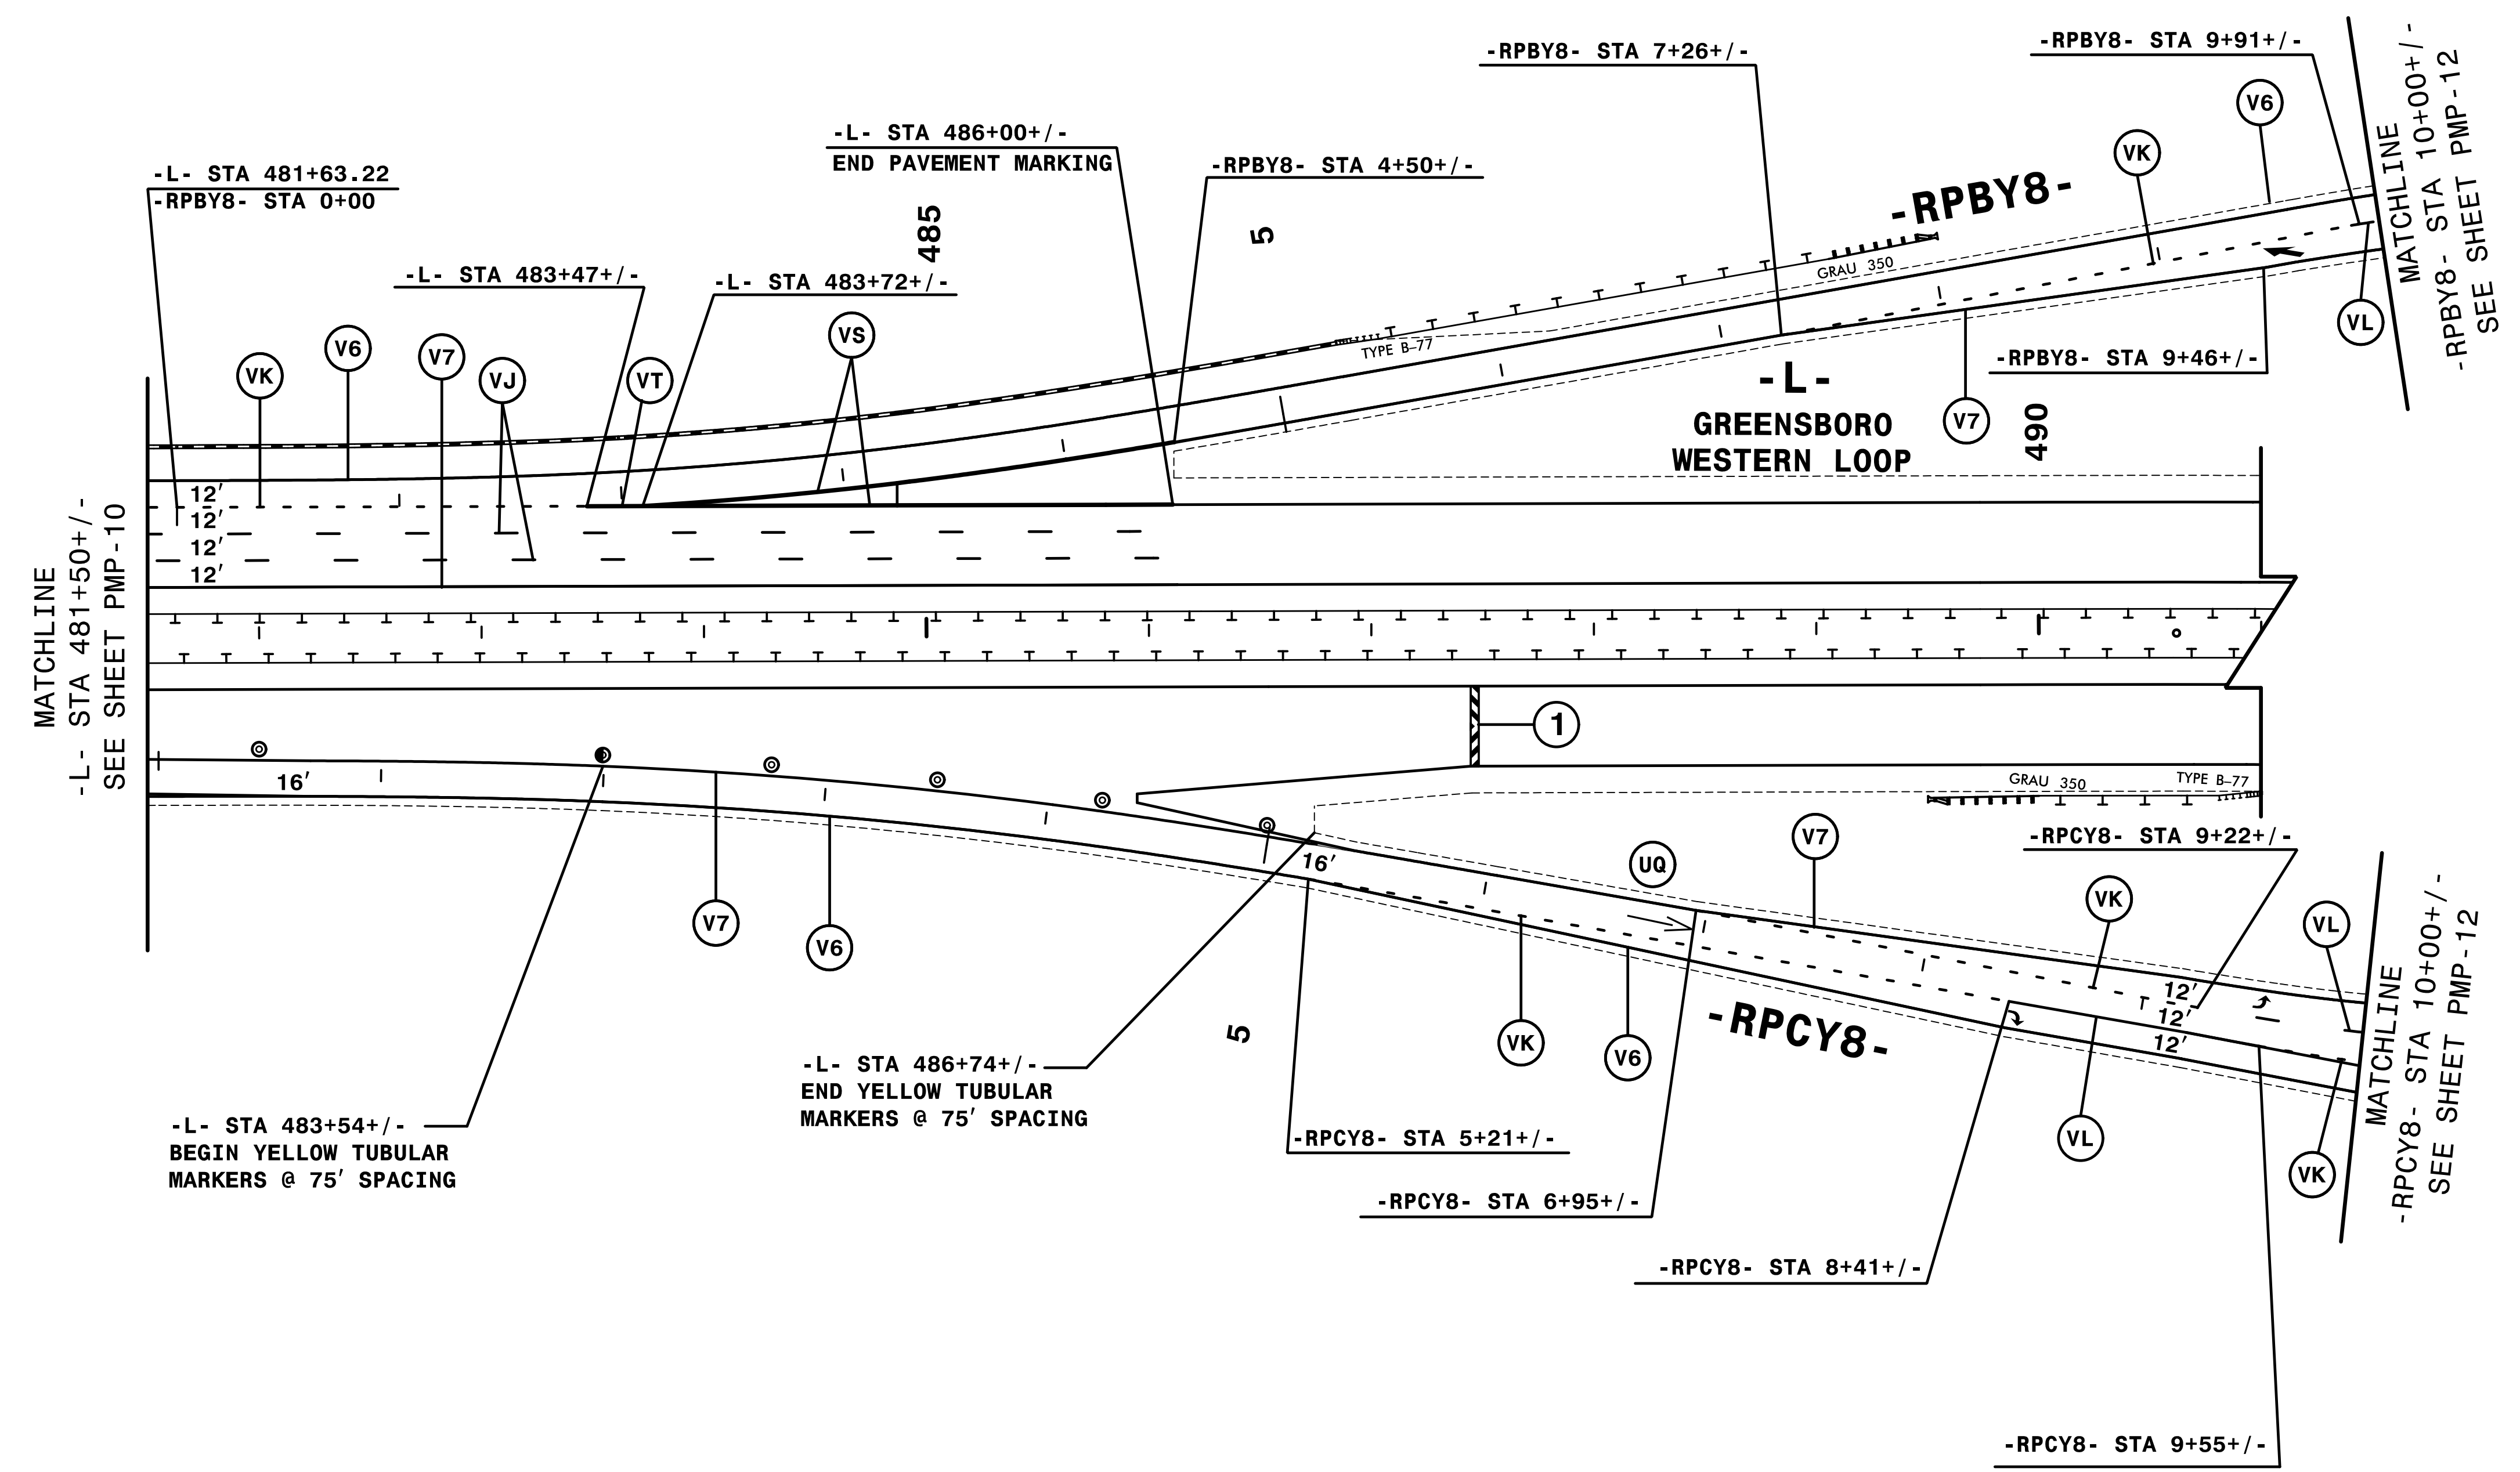 -RPBY8- STA 7+26+/-
-RPBY8- STA 9+91+/-
MATCHLINE
-RPBY8- STA 10+00+/-
SEE SHEET PMP-12
V6
VK
-L- STA 486+00+/-
END PAVEMENT MARKING
-RPBY8- STA 4+50+/-
-L- STA 481+63.22
-RPBY8- STA 0+00
-RPBY8-
485
5
-L- STA 483+47+/-
-L- STA 483+72+/-
GRAU 350
TYPE B-77
VL
VK
V6
V7
VJ
VT
VS
-RPBY8- STA 9+46+/-
V7
-L-
GREENSBORO
WESTERN LOOP
490
12'
12'
12'
12'
MATCHLINE
-L- STA 481+50+/-
SEE SHEET PMP-10
1
16'
GRAU 350
TYPE B-77
V7
-RPCY8- STA 9+22+/-
UQ
16'
VK
VL
V7
V6
12'
12'
12'
MATCHLINE
-RPCY8- STA 10+00+/-
SEE SHEET PMP-12
5
-RPCY8-
VK
V6
-L- STA 486+74+/-
END YELLOW TUBULAR
MARKERS @ 75' SPACING
-L- STA 483+54+/-
BEGIN YELLOW TUBULAR
MARKERS @ 75' SPACING
-RPCY8- STA 5+21+/-
VL
VK
-RPCY8- STA 6+95+/-
-RPCY8- STA 8+41+/-
-RPCY8- STA 9+55+/-